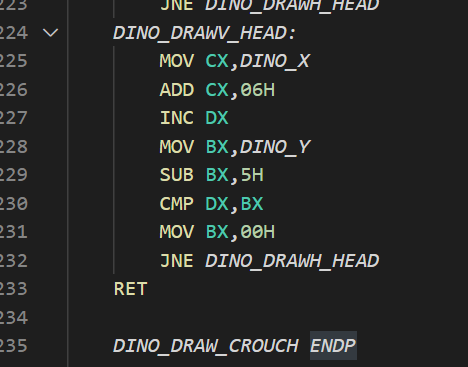 223 JNE DINO_DRAWH_HEAD
224 DINO_DRAWV_HEAD:
225 MOV CX,DINO_X
226 ADD CX,06H
227 INC DX
228 MOV BX,DINO_Y
229 SUB BX,5H
230 CMP DX,BX
231 MOV BX,00H
232 JNE DINO_DRAWH_HEAD
233 RET
234
235 DINO_DRAW_CROUCH ENDP